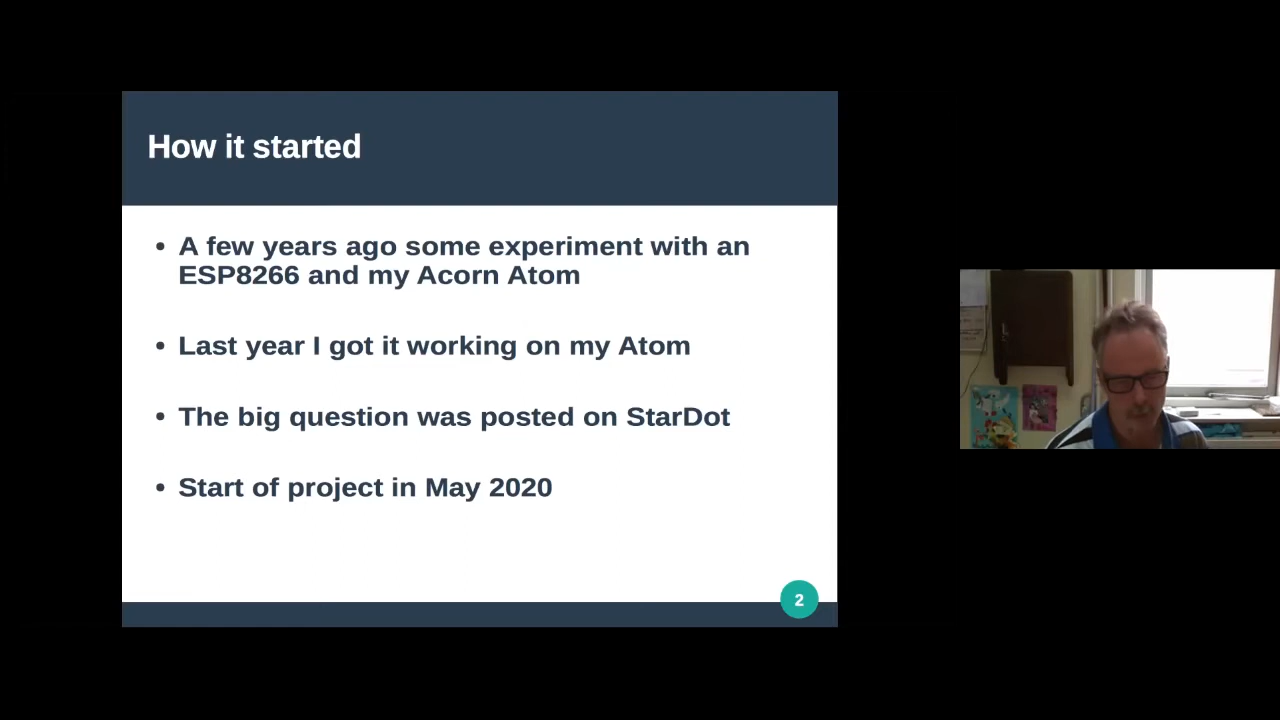 How it started
• A few years ago some experiment with an
ESP8266 and my Acorn Atom
• Last year I got it working on my Atom
• The big question was posted on StarDot
• Start of project in May 2020
2